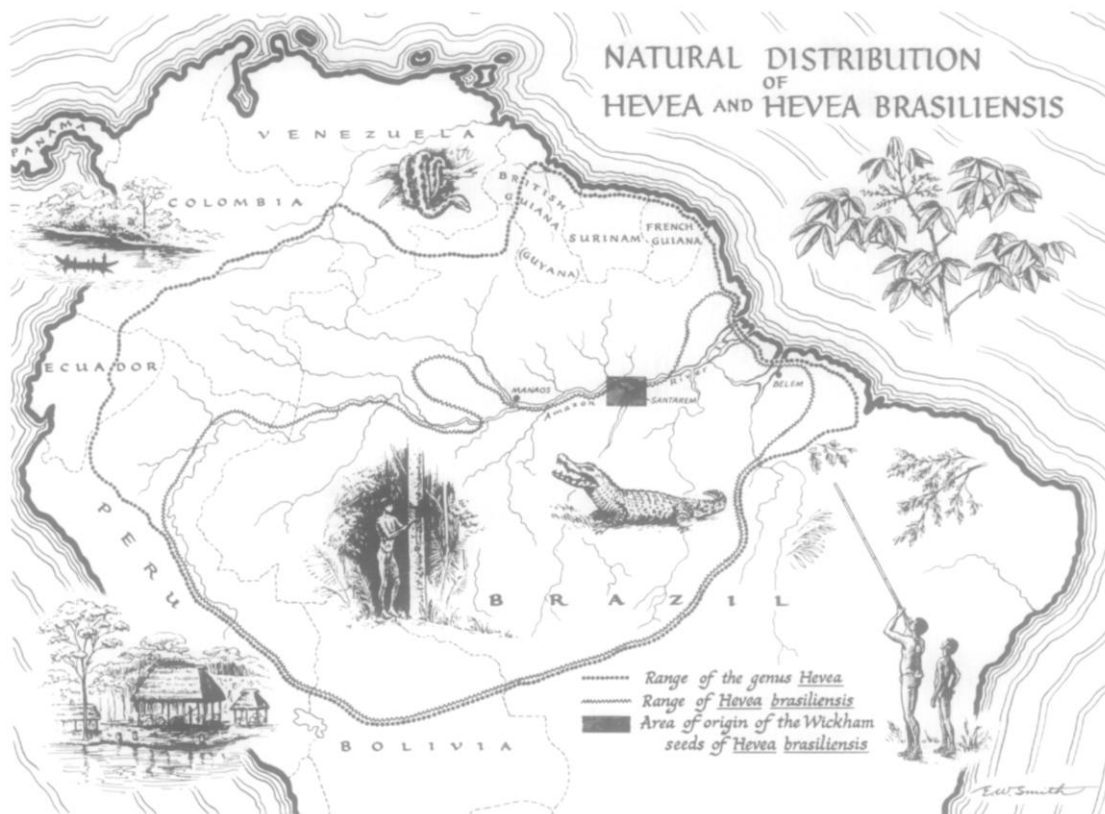 NATURAL DISTRIBUTION
OF
HEVEA AND HEVEA BRASILIENSIS
PANAMA
VENEZUELA
COLOMBIA
BRITISH
GUIANA
(GUYANA)
SURINAM
FRENCH
GUIANA
ECUADOR
MANAOS
Amazon River
SANTAREM
BELEM
PERU
BRAZIL
BOLIVIA
Range of the genus Hevea
Range of Hevea brasiliensis
Area of origin of the Wickham
seeds of Hevea brasiliensis
E.W. Smith